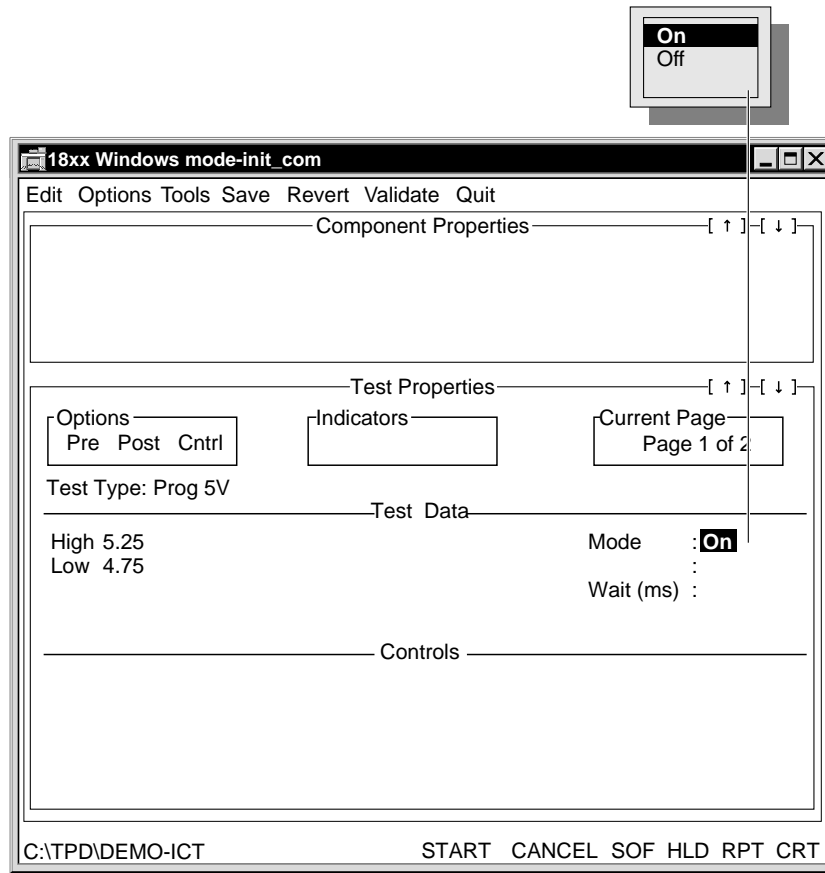 On
Off
18xx Windows mode-init_com
Edit Options Tools Save Revert Validate Quit
Component Properties [ ↑ ] [ ↓ ]
Test Properties [ ↑ ] [ ↓ ]
Options Indicators Current Page
Pre Post Cntrl Page 1 of 2
Test Type: Prog 5V
Test Data
High 5.25 Mode : On
Low 4.75 :
Wait (ms) :
Controls
C:\TPD\DEMO-ICT START CANCEL SOF HLD RPT CRT